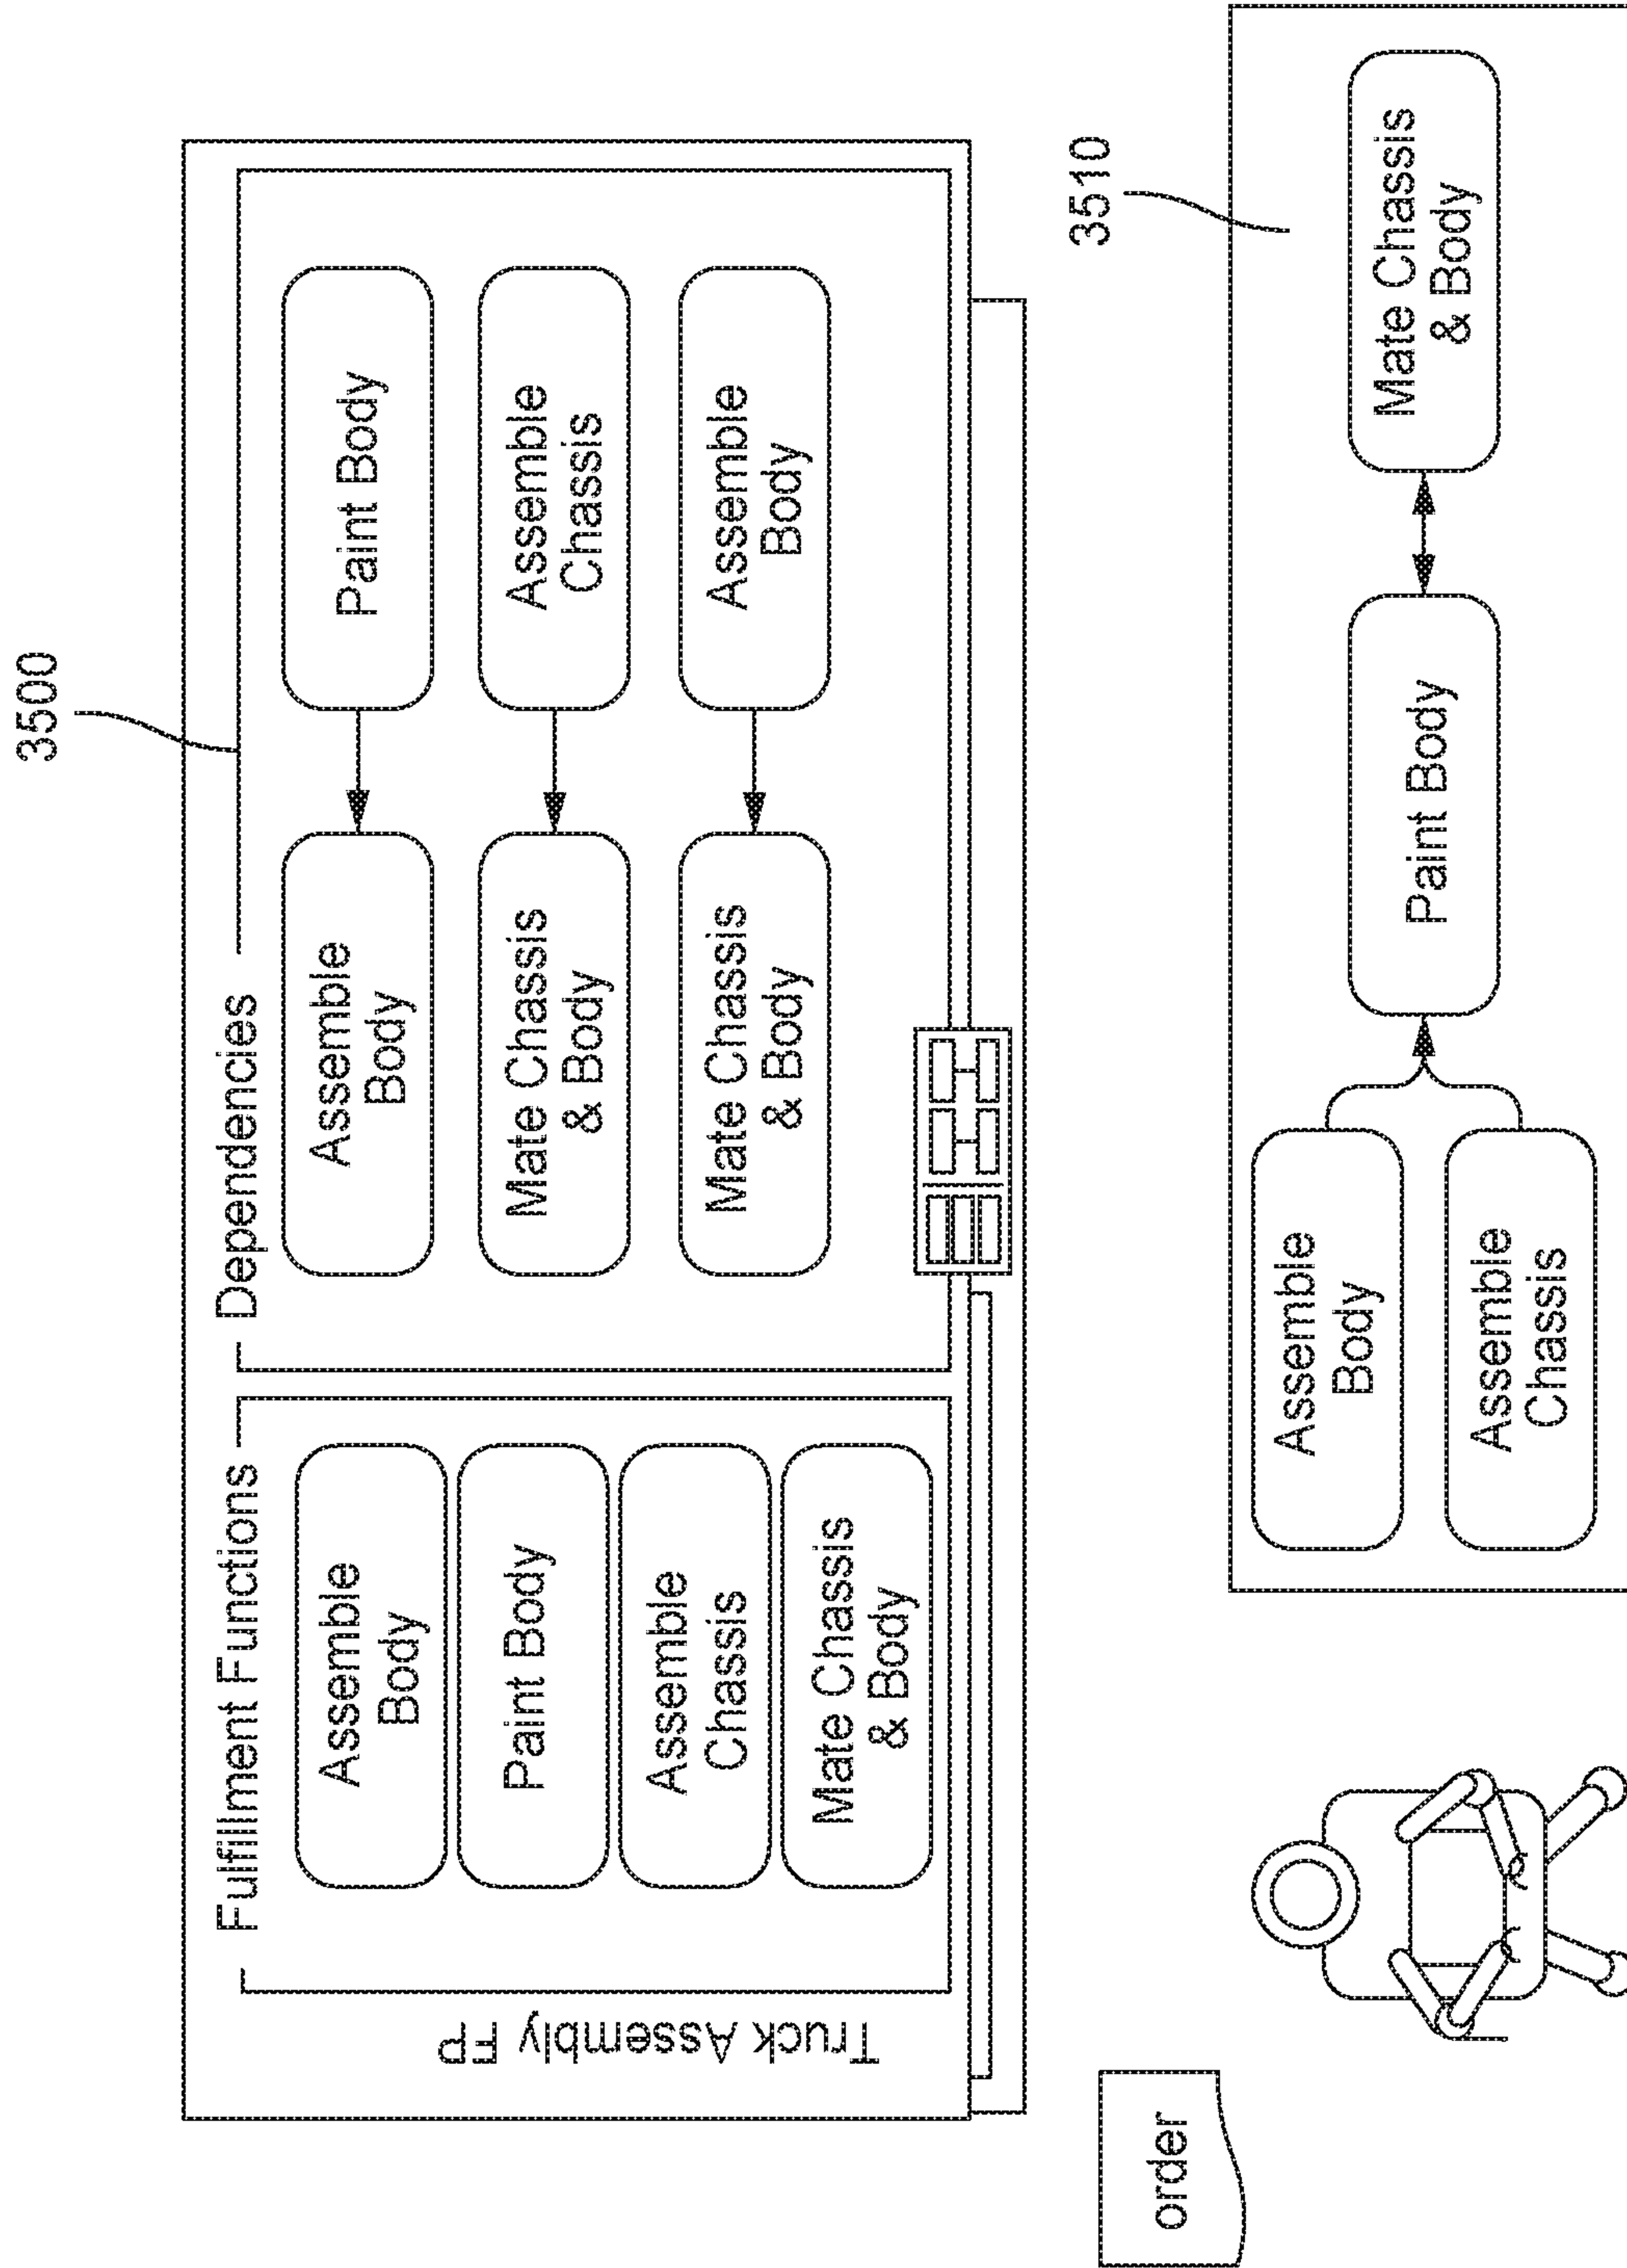 3500
Fulfillment Functions
Dependencies
Truck Assembly FP
Assemble
Body
Paint Body
Assemble
Chassis
Mate Chassis
& Body
Assemble
Body
Paint Body
Mate Chassis
& Body
Assemble
Chassis
Mate Chassis
& Body
Assemble
Body
3510
order
Assemble
Body
Assemble
Chassis
Paint Body
Mate Chassis
& Body